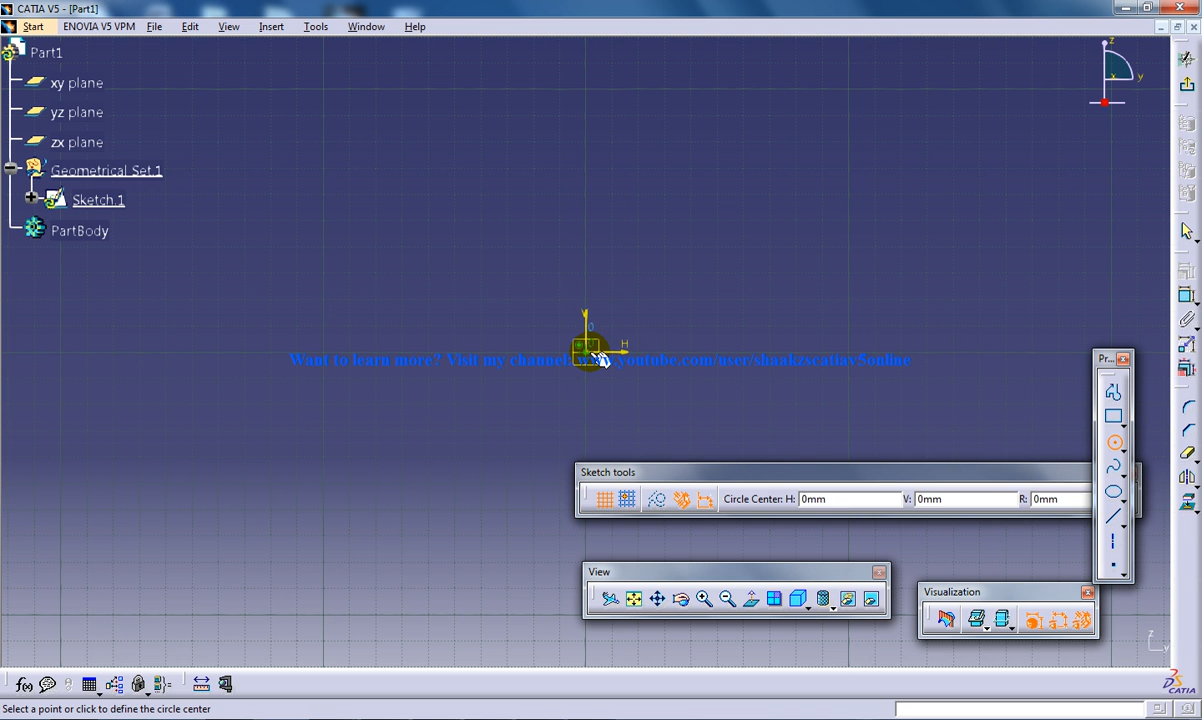 CATIA V5 - [Part1]
Start ENOVIA V5 VPM File Edit View Insert Tools Window Help
Part1
xy plane
yz plane
zx plane
Geometrical Set.1
Sketch.1
PartBody
z
x y
V
0
H
Want to learn more? Visit my channel: www.youtube.com/user/shaakzscatiav5online
Pr...
Sketch tools
Circle Center: H: 0mm V: 0mm R: 0mm
View
Visualization
f(x)
z
y
CATIA
Select a point or click to define the circle center